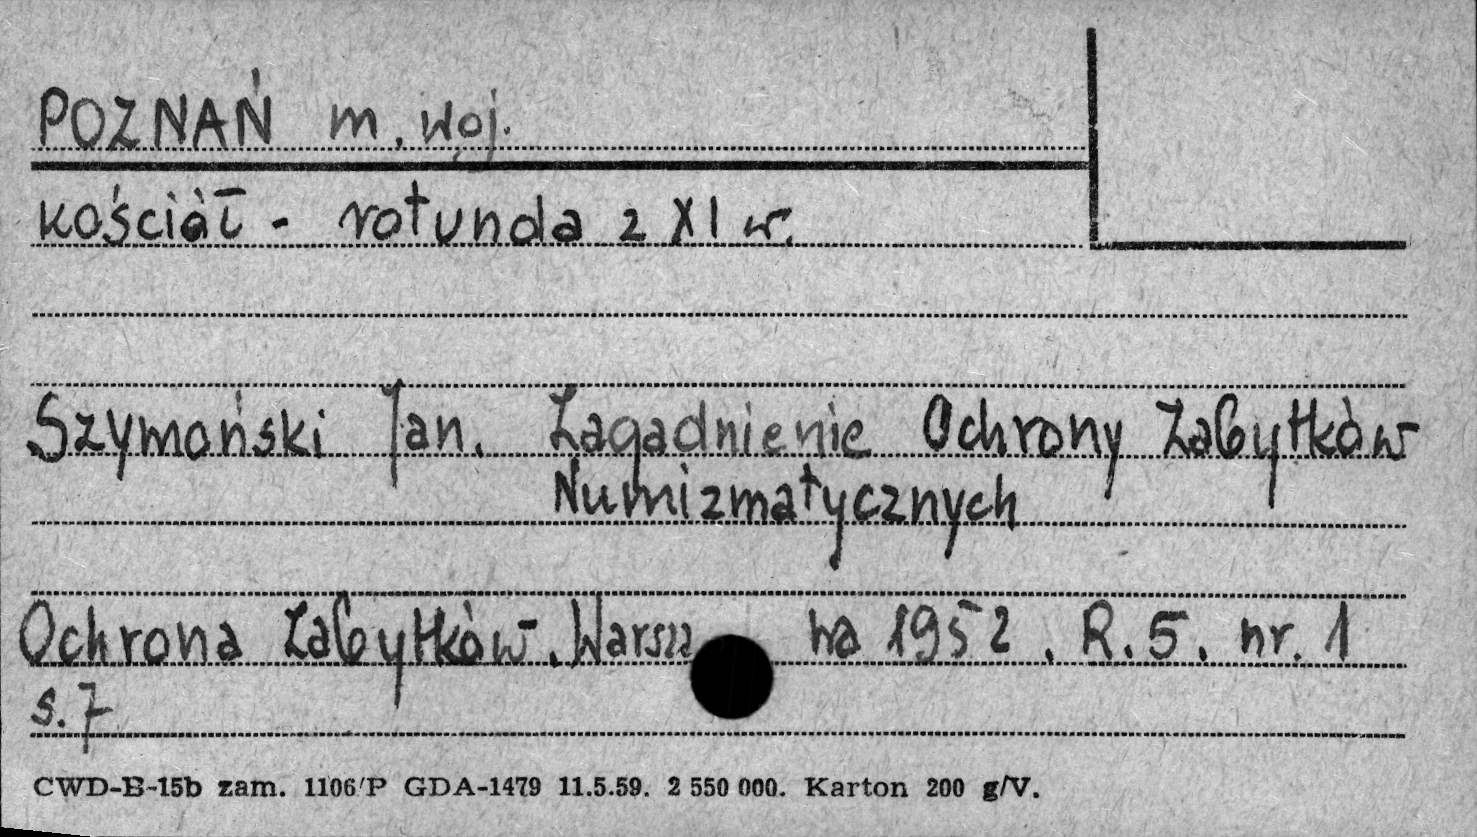 POZNAŃ m. woj.
kościół - rotunda z XI w.
Szymański Jan. Zagadnienie Ochrony Zabytków
Numizmatycznych
Ochrona Zabytków. Warsz wa 1952. R.5. nr. 1
s. 7
CWD-B-15b zam. 1106/P GDA-1479 11.5.59. 2 550 000. Karton 200 g/V.